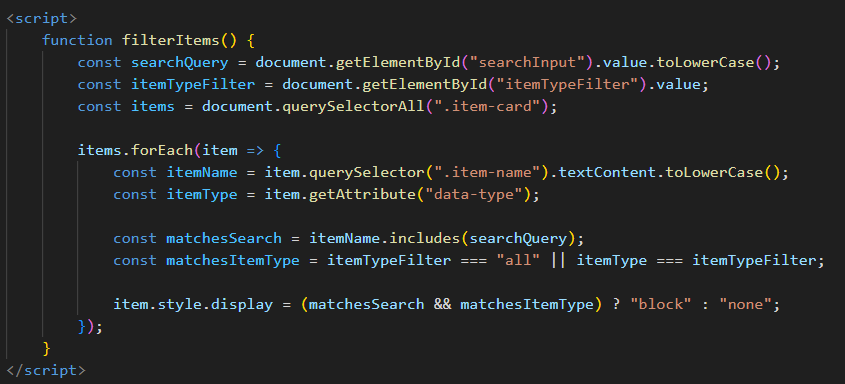 <script>
function filterItems() {
const searchQuery = document.getElementById("searchInput").value.toLowerCase();
const itemTypeFilter = document.getElementById("itemTypeFilter").value;
const items = document.querySelectorAll(".item-card");
items.forEach(item => {
const itemName = item.querySelector(".item-name").textContent.toLowerCase();
const itemType = item.getAttribute("data-type");
const matchesSearch = itemName.includes(searchQuery);
const matchesItemType = itemTypeFilter === "all" || itemType === itemTypeFilter;
item.style.display = (matchesSearch && matchesItemType) ? "block" : "none";
});
}
</script>